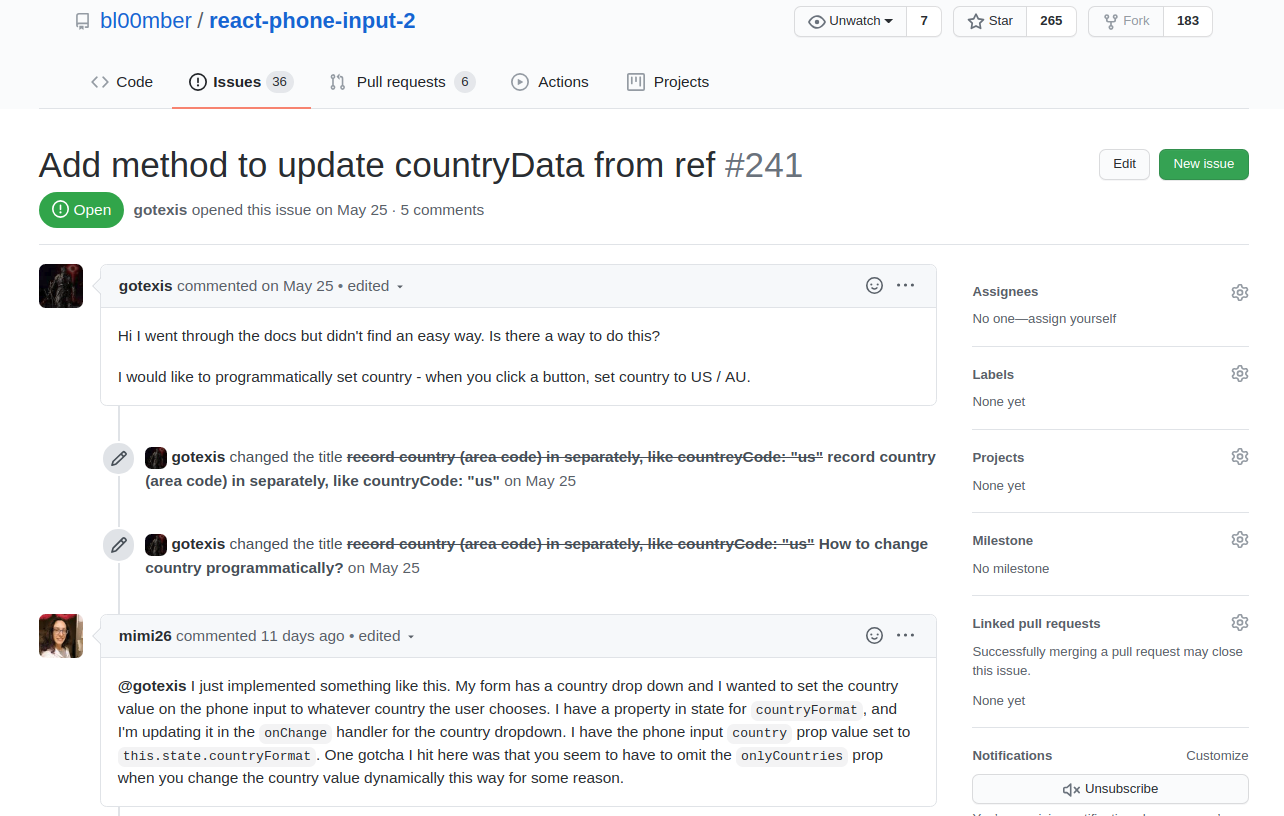 bl00mber / react-phone-input-2
Unwatch 7 Star 265 Fork 183
Code Issues 36 Pull requests 6 Actions Projects
Add method to update countryData from ref #241
Edit New issue
Open gotexis opened this issue on May 25 · 5 comments
gotexis commented on May 25 • edited
Hi I went through the docs but didn't find an easy way. Is there a way to do this?
I would like to programmatically set country - when you click a button, set country to US / AU.
gotexis changed the title record country (area code) in separately, like countreyCode: "us" record country
(area code) in separately, like countryCode: "us" on May 25
gotexis changed the title record country (area code) in separately, like countryCode: "us" How to change
country programmatically? on May 25
mimi26 commented 11 days ago • edited
@gotexis I just implemented something like this. My form has a country drop down and I wanted to set the country
value on the phone input to whatever country the user chooses. I have a property in state for countryFormat, and
I'm updating it in the onChange handler for the country dropdown. I have the phone input country prop value set to
this.state.countryFormat. One gotcha I hit here was that you seem to have to omit the onlyCountries prop
when you change the country value dynamically this way for some reason.
Assignees
No one—assign yourself
Labels
None yet
Projects
None yet
Milestone
No milestone
Linked pull requests
Successfully merging a pull request may close
this issue.
None yet
Notifications Customize
Unsubscribe